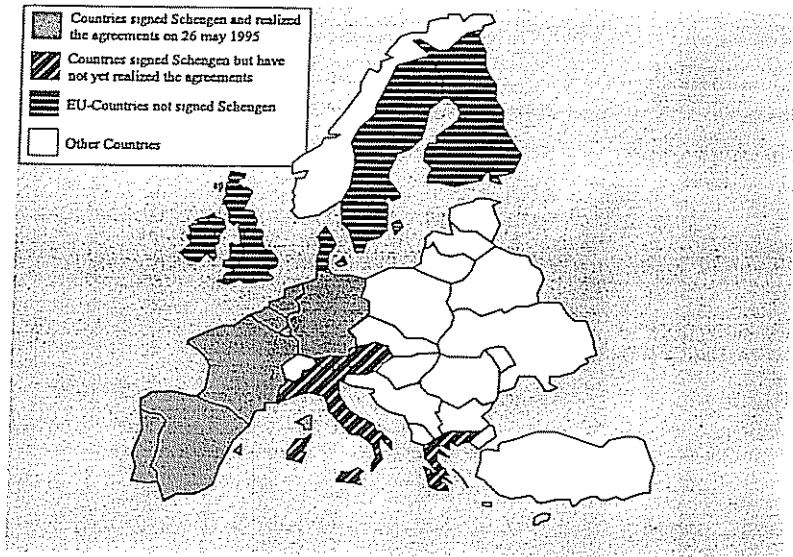 Countries signed Schengen and realized
the agreements on 26 may 1995
Countries signed Schengen but have
not yet realized the agreements
EU-Countries not signed Schengen
Other Countries